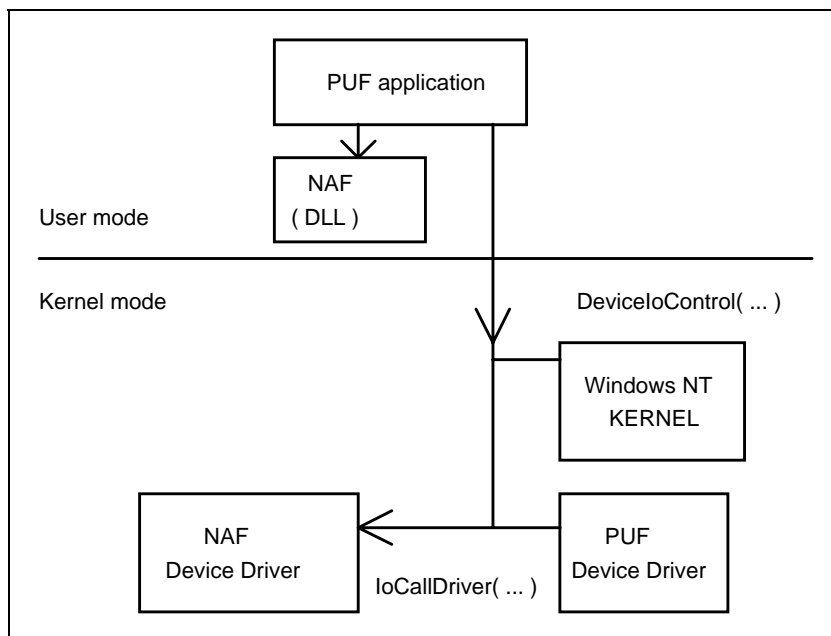 PUF application
NAF
( DLL )
User mode
Kernel mode
DeviceIoControl( ... )
Windows NT
KERNEL
NAF
Device Driver
PUF
Device Driver
IoCallDriver( ... )